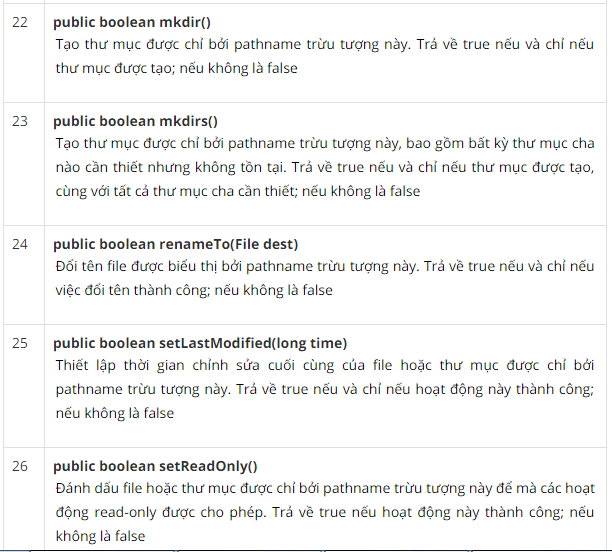 22 public boolean mkdir()
Tạo thư mục được chỉ bởi pathname trừu tượng này. Trả về true nếu và chỉ nếu
thư mục được tạo; nếu không là false
23 public boolean mkdirs()
Tạo thư mục được chỉ bởi pathname trừu tượng này, bao gồm bất kỳ thư mục cha
nào cần thiết nhưng không tồn tại. Trả về true nếu và chỉ nếu thư mục được tạo,
cùng với tất cả thư mục cha cần thiết; nếu không là false
24 public boolean renameTo(File dest)
Đổi tên file được biểu thị bởi pathname trừu tượng này. Trả về true nếu và chỉ nếu
việc đổi tên thành công; nếu không là false
25 public boolean setLastModified(long time)
Thiết lập thời gian chỉnh sửa cuối cùng của file hoặc thư mục được chỉ bởi
pathname trừu tượng này. Trả về true nếu và chỉ nếu hoạt động này thành công;
nếu không là false
26 public boolean setReadOnly()
Đánh dấu file hoặc thư mục được chỉ bởi pathname trừu tượng này để mà các hoạt
động read-only được cho phép. Trả về true nếu hoạt động này thành công; nếu
không là false